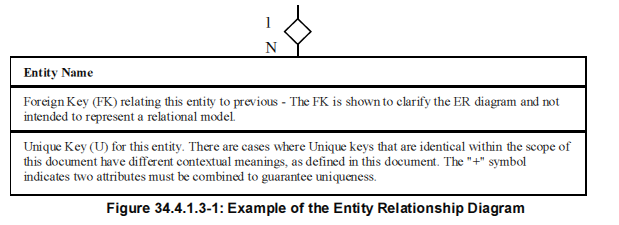 1
N
Entity Name
Foreign Key (FK) relating this entity to previous - The FK is shown to clarify the ER diagram and not
intended to represent a relational model.
Unique Key (U) for this entity. There are cases where Unique keys that are identical within the scope of
this document have different contextual meanings, as defined in this document. The "+" symbol
indicates two attributes must be combined to guarantee uniqueness.
Figure 34.4.1.3-1: Example of the Entity Relationship Diagram